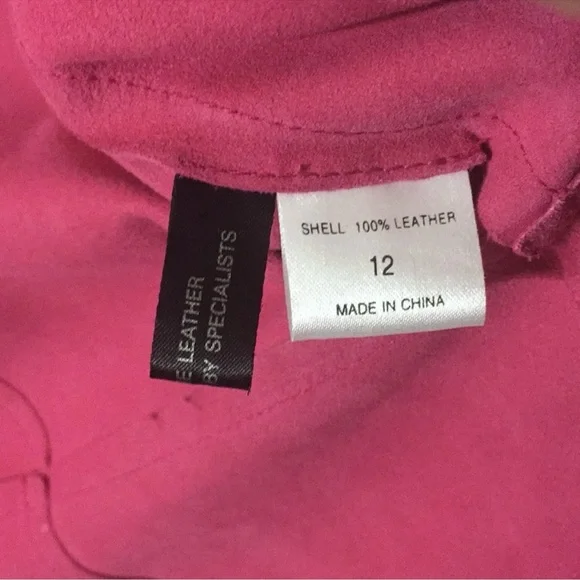 SHELL 100% LEATHER
12
MADE IN CHINA
E LEATHER
BY SPECIALISTS